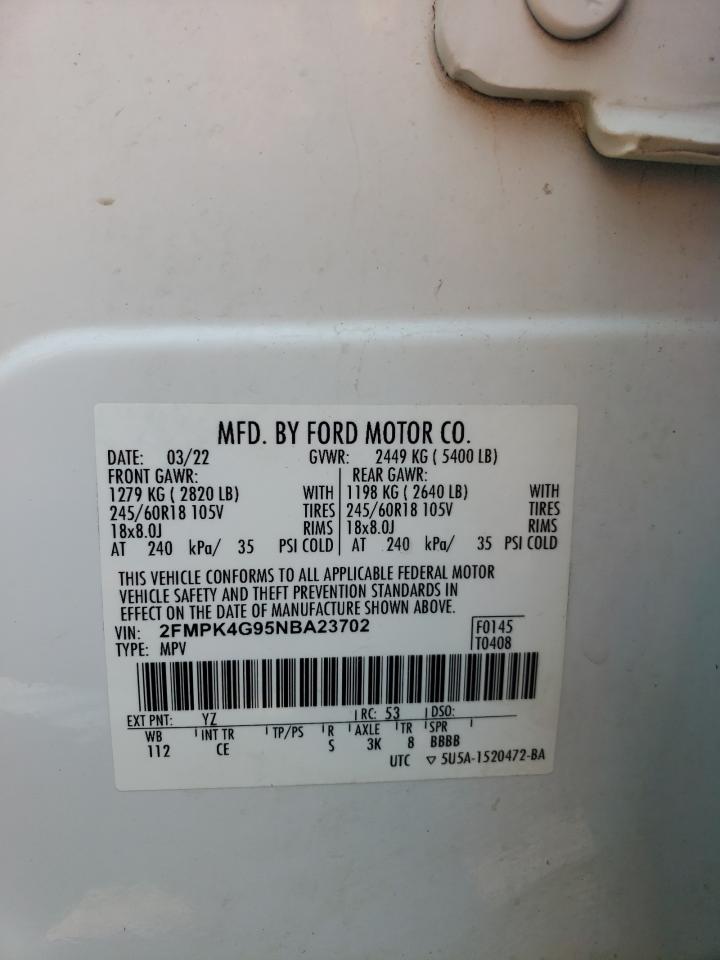 MFD. BY FORD MOTOR CO.
DATE: 03/22 GVWR: 2449 KG ( 5400 LB)
FRONT GAWR: REAR GAWR:
1279 KG ( 2820 LB) WITH 1198 KG ( 2640 LB) WITH
245/60R18 105V TIRES 245/60R18 105V TIRES
18x8.0J RIMS 18x8.0J RIMS
AT 240 kPa/ 35 PSI COLD AT 240 kPa/ 35 PSI COLD
THIS VEHICLE CONFORMS TO ALL APPLICABLE FEDERAL MOTOR
VEHICLE SAFETY AND THEFT PREVENTION STANDARDS IN
EFFECT ON THE DATE OF MANUFACTURE SHOWN ABOVE.
VIN: 2FMPK4G95NBA23702 F0145
TYPE: MPV T0408
EXT PNT: YZ RC: 53 DSO:
WB INT TR TP/PS R AXLE TR SPR
112 CE S 3K 8 BBBB
UTC ▽ 5U5A-1520472-BA